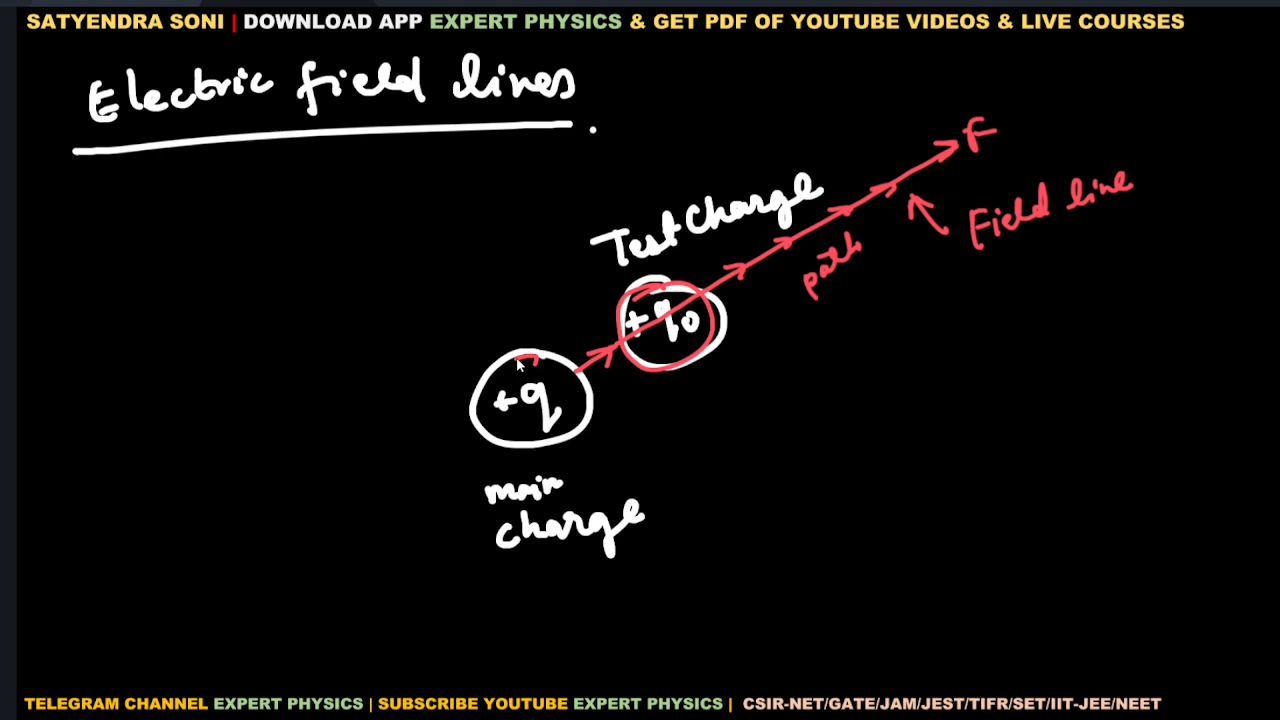 SATYENDRA SONI | DOWNLOAD APP EXPERT PHYSICS & GET PDF OF YOUTUBE VIDEOS & LIVE COURSES
Electric field lines.
F
Test Charge
Field line
path
+q0
+q
main
charge
TELEGRAM CHANNEL EXPERT PHYSICS | SUBSCRIBE YOUTUBE EXPERT PHYSICS | CSIR-NET/GATE/JAM/JEST/TIFR/SET/IIT-JEE/NEET